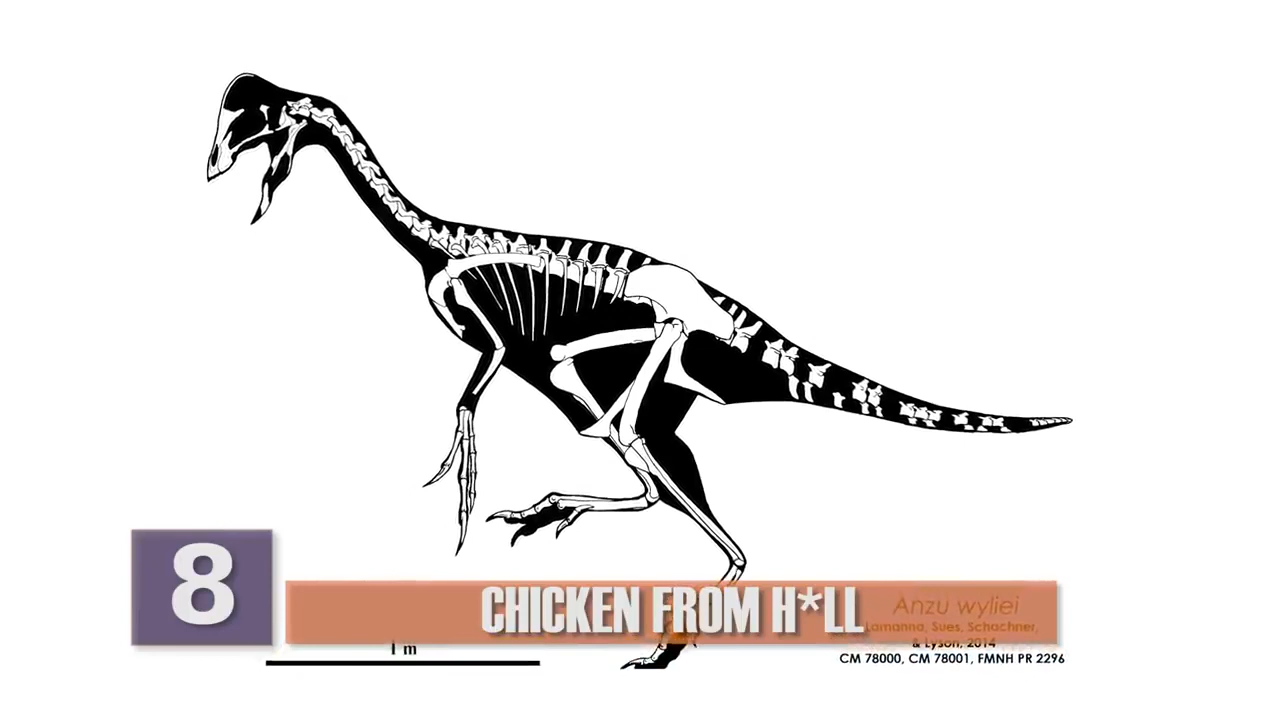 8
CHICKEN FROM H*LL
Anzu wyliei
Lamanna, Sues, Schachner,
& Lyson, 2014
1 m
CM 78000, CM 78001, FMNH PR 2296